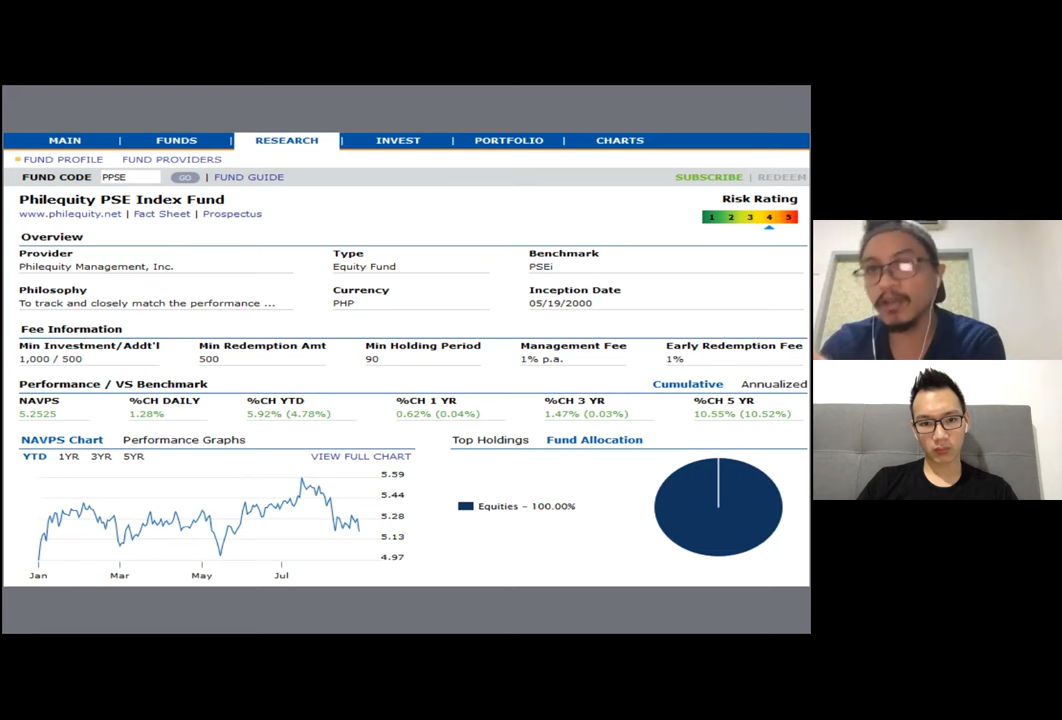 MAIN | FUNDS | RESEARCH | INVEST | PORTFOLIO | CHARTS
FUND PROFILE FUND PROVIDERS
FUND CODE PPSE GO | FUND GUIDE SUBSCRIBE | REDEEM
Philequity PSE Index Fund Risk Rating
www.philequity.net | Fact Sheet | Prospectus 1 2 3 4 5
Overview
Provider Type Benchmark
Philequity Management, Inc. Equity Fund PSEi
Philosophy Currency Inception Date
To track and closely match the performance ... PHP 05/19/2000
Fee Information
Min Investment/Addt'l Min Redemption Amt Min Holding Period Management Fee Early Redemption Fee
1,000 / 500 500 90 1% p.a. 1%
Performance / VS Benchmark Cumulative Annualized
NAVPS %CH DAILY %CH YTD %CH 1 YR %CH 3 YR %CH 5 YR
5.2525 1.28% 5.92% (4.78%) 0.62% (0.04%) 1.47% (0.03%) 10.55% (10.52%)
NAVPS Chart Performance Graphs Top Holdings Fund Allocation
YTD 1YR 3YR 5YR VIEW FULL CHART
5.59
5.44
Equities - 100.00%
5.28
5.13
4.97
Jan Mar May Jul